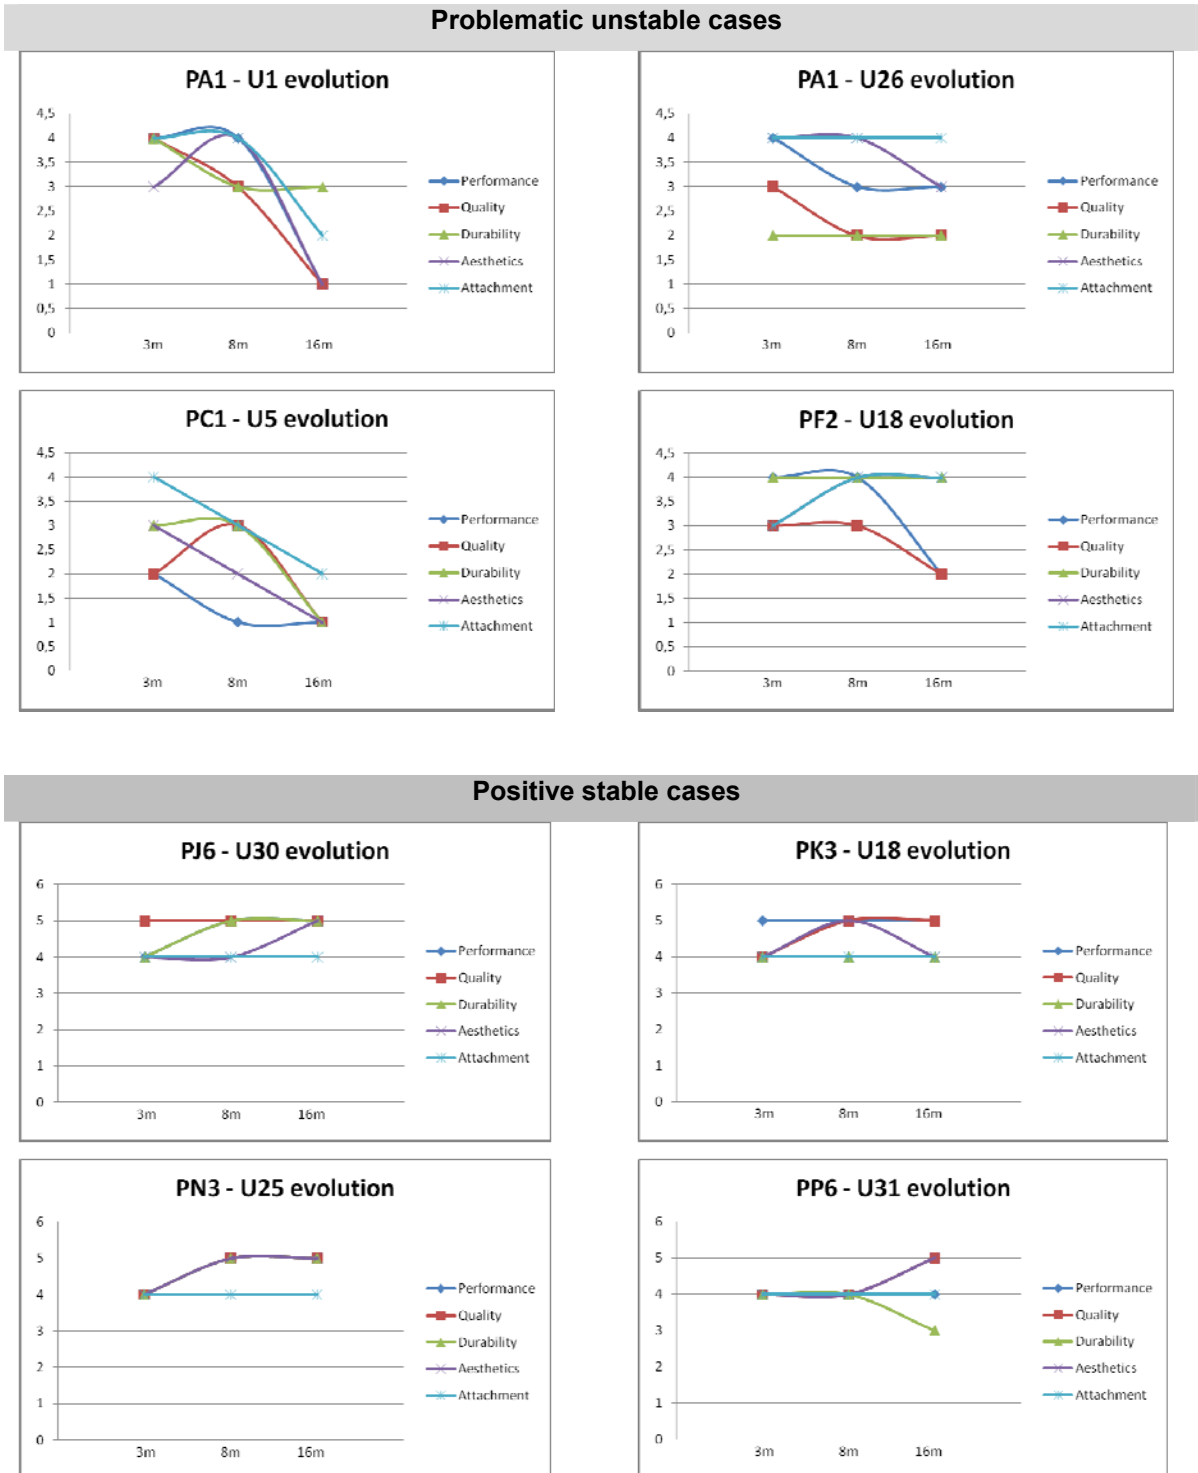 Problematic unstable cases
PA1 - U1 evolution
4,5
4
3,5
3
2,5
2
1,5
1
0,5
0
3m 8m 16m
Performance
Quality
Durability
Aesthetics
Attachment
PA1 - U26 evolution
4,5
4
3,5
3
2,5
2
1,5
1
0,5
0
3m 8m 16m
Performance
Quality
Durability
Aesthetics
Attachment
PC1 - U5 evolution
4,5
4
3,5
3
2,5
2
1,5
1
0,5
0
3m 8m 16m
Performance
Quality
Durability
Aesthetics
Attachment
PF2 - U18 evolution
4,5
4
3,5
3
2,5
2
1,5
1
0,5
0
3m 8m 16m
Performance
Quality
Durability
Aesthetics
Attachment
Positive stable cases
PJ6 - U30 evolution
6
5
4
3
2
1
0
3m 8m 16m
Performance
Quality
Durability
Aesthetics
Attachment
PK3 - U18 evolution
6
5
4
3
2
1
0
3m 8m 16m
Performance
Quality
Durability
Aesthetics
Attachment
PN3 - U25 evolution
6
5
4
3
2
1
0
3m 8m 16m
Performance
Quality
Durability
Aesthetics
Attachment
PP6 - U31 evolution
6
5
4
3
2
1
0
3m 8m 16m
Performance
Quality
Durability
Aesthetics
Attachment